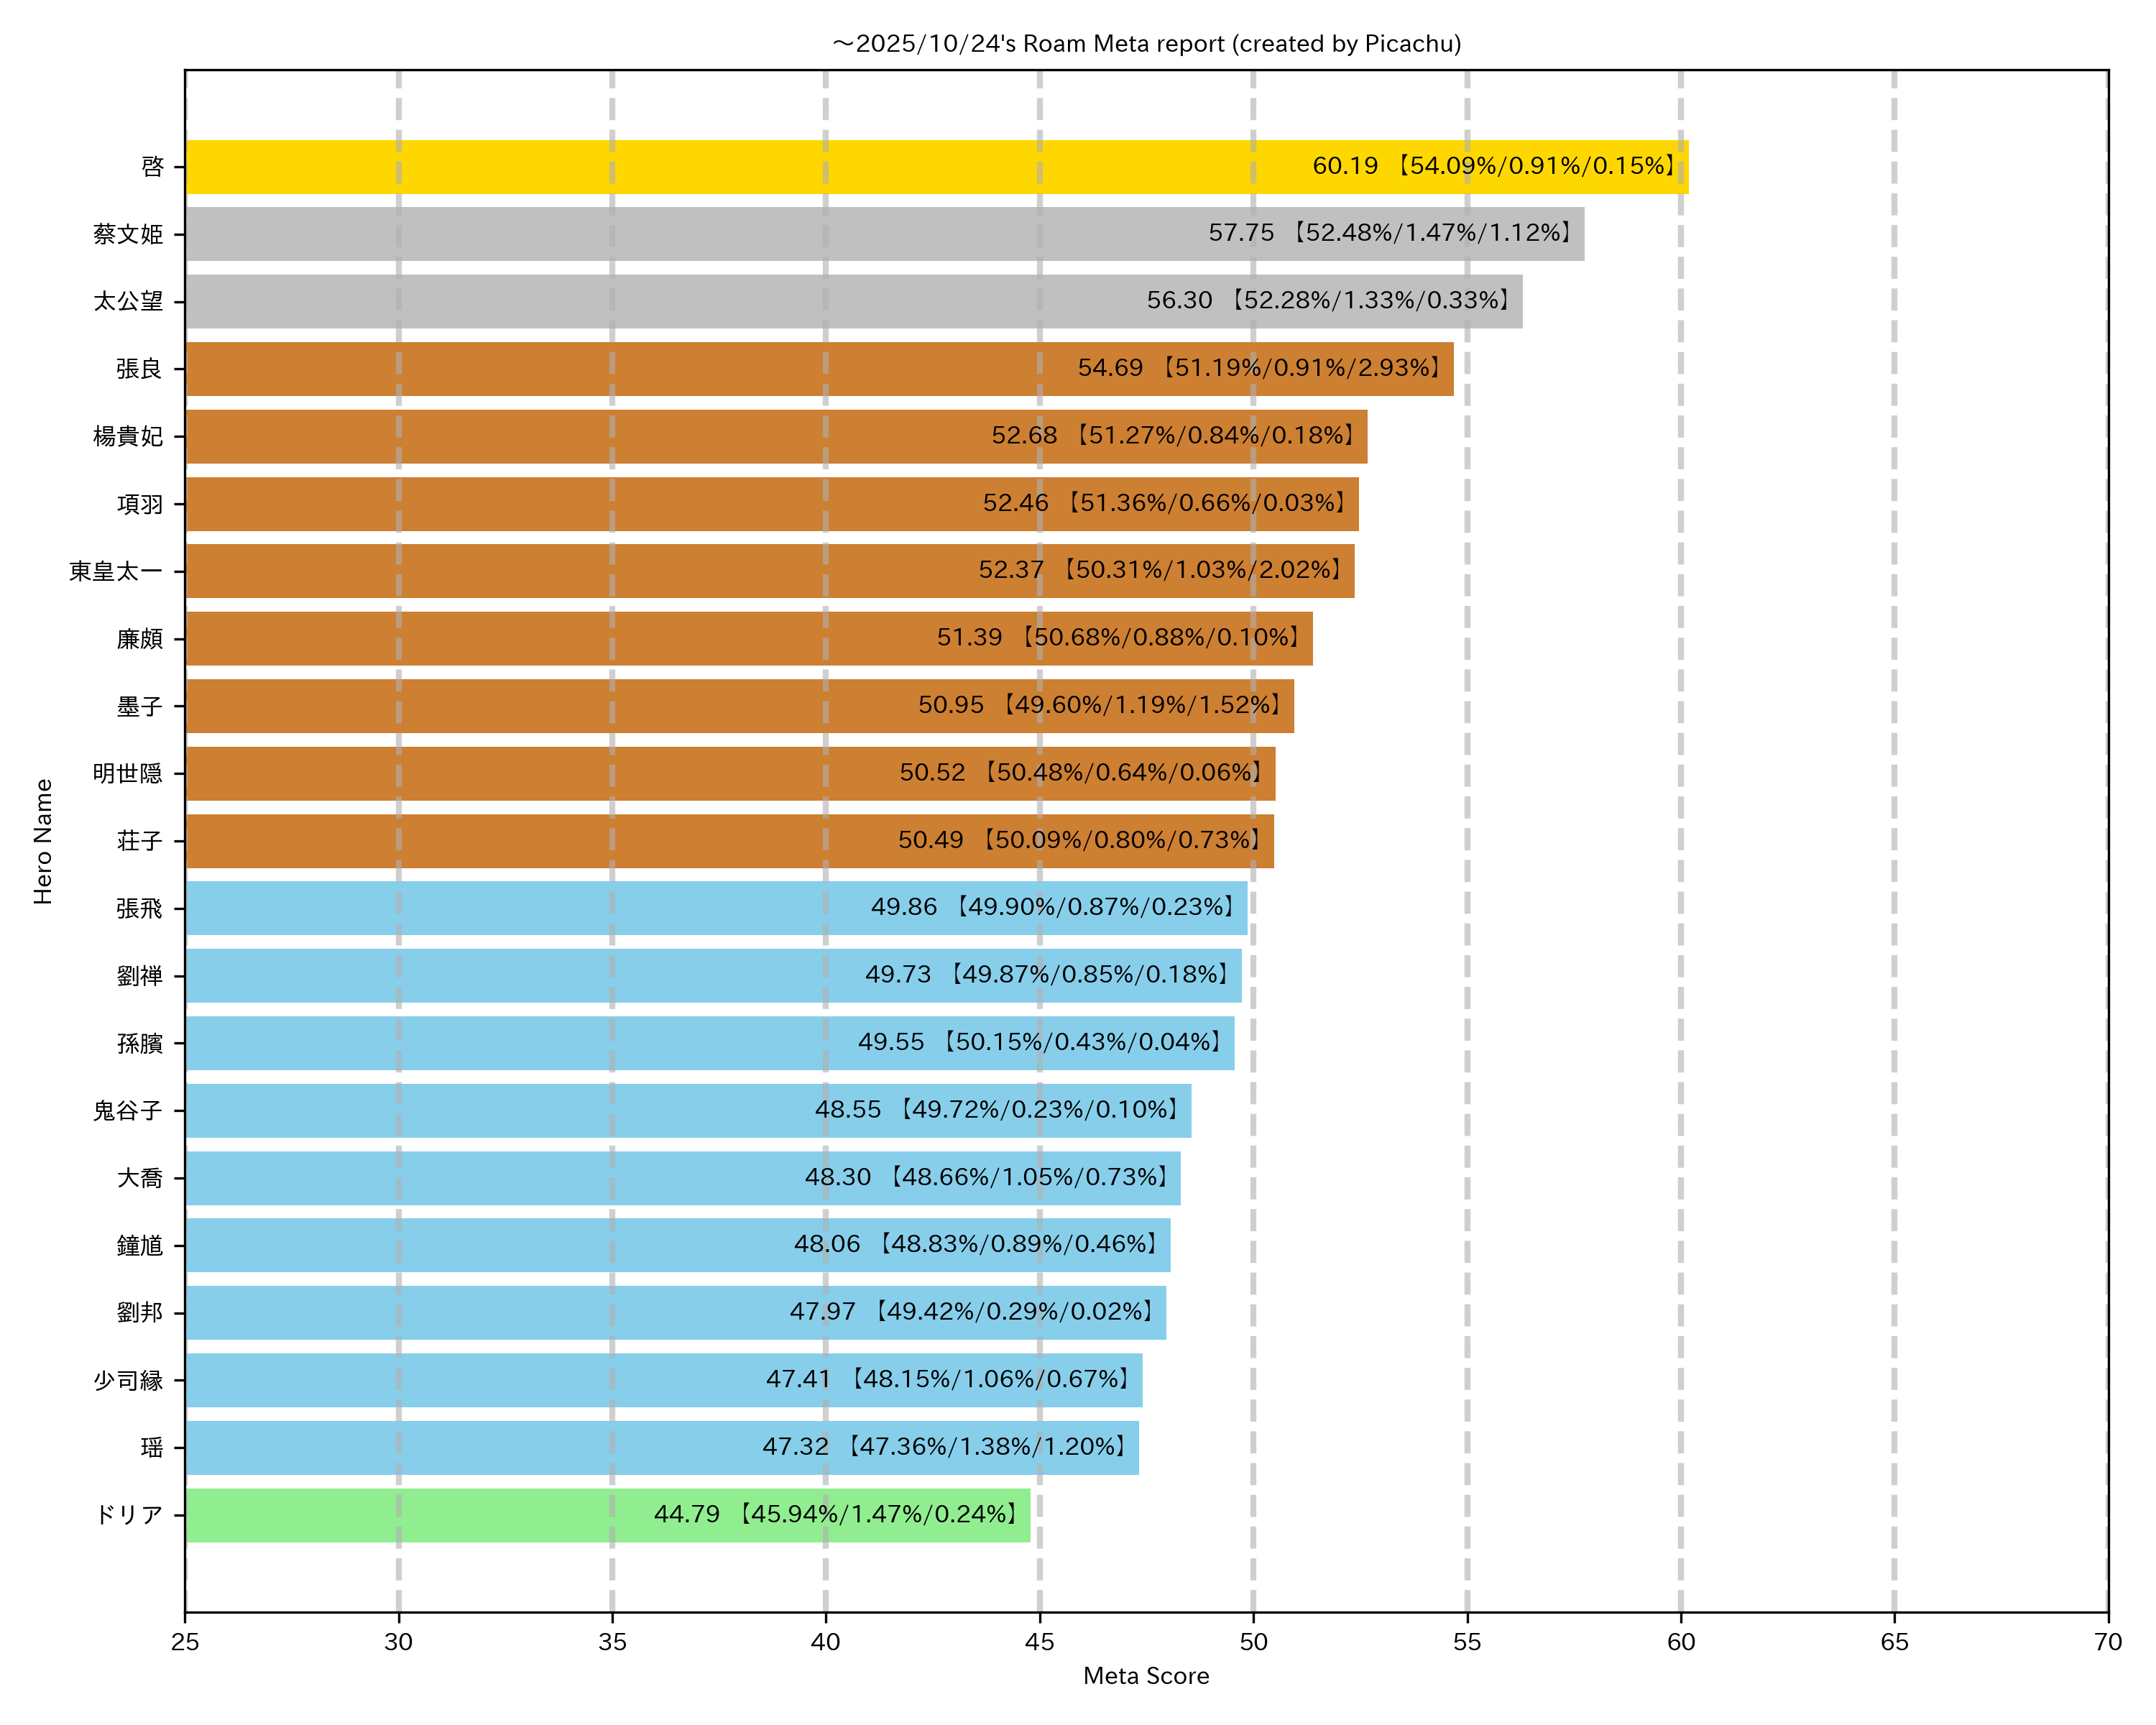 ～2025/10/24's Roam Meta report (created by Picachu)
Hero Name
啓 60.19 【54.09%/0.91%/0.15%】
蔡文姫 57.75 【52.48%/1.47%/1.12%】
太公望 56.30 【52.28%/1.33%/0.33%】
張良 54.69 【51.19%/0.91%/2.93%】
楊貴妃 52.68 【51.27%/0.84%/0.18%】
項羽 52.46 【51.36%/0.66%/0.03%】
東皇太一 52.37 【50.31%/1.03%/2.02%】
廉頗 51.39 【50.68%/0.88%/0.10%】
墨子 50.95 【49.60%/1.19%/1.52%】
明世隠 50.52 【50.48%/0.64%/0.06%】
荘子 50.49 【50.09%/0.80%/0.73%】
張飛 49.86 【49.90%/0.87%/0.23%】
劉禅 49.73 【49.87%/0.85%/0.18%】
孫臏 49.55 【50.15%/0.43%/0.04%】
鬼谷子 48.55 【49.72%/0.23%/0.10%】
大喬 48.30 【48.66%/1.05%/0.73%】
鐘馗 48.06 【48.83%/0.89%/0.46%】
劉邦 47.97 【49.42%/0.29%/0.02%】
少司縁 47.41 【48.15%/1.06%/0.67%】
瑶 47.32 【47.36%/1.38%/1.20%】
ドリア 44.79 【45.94%/1.47%/0.24%】
25 30 35 40 45 50 55 60 65 70
Meta Score